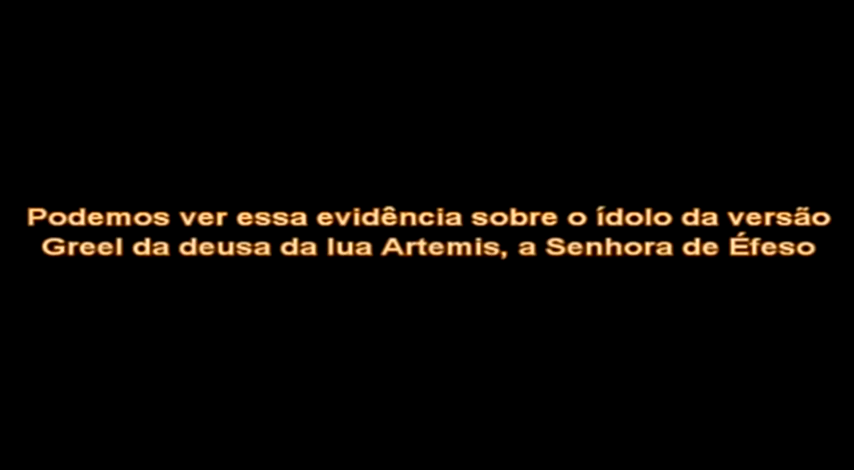 Podemos ver essa evidência sobre o ídolo da versão
Greel da deusa da lua Artemis, a Senhora de Éfeso